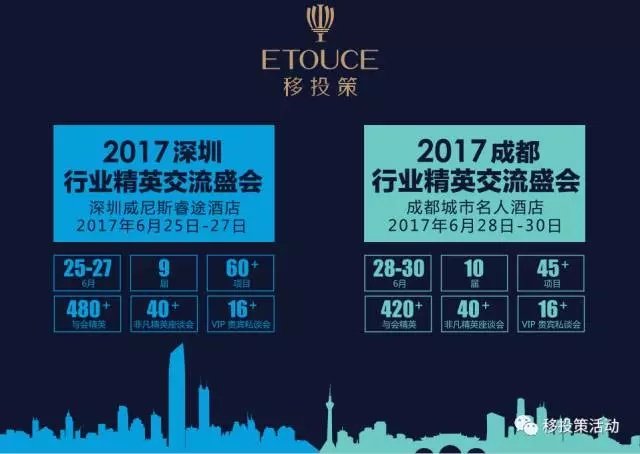 ETOUCE
移投策
2017深圳
行业精英交流盛会
深圳威尼斯睿途酒店
2017年6月25日-27日
25-27
6月
9
届
60+
项目
480+
与会精英
40+
非凡精英座谈会
16+
VIP 贵宾私谈会
2017成都
行业精英交流盛会
成都城市名人酒店
2017年6月28日-30日
28-30
6月
10
届
45+
项目
420+
与会精英
40+
非凡精英座谈会
16+
VIP 贵宾私谈会
移投策活动